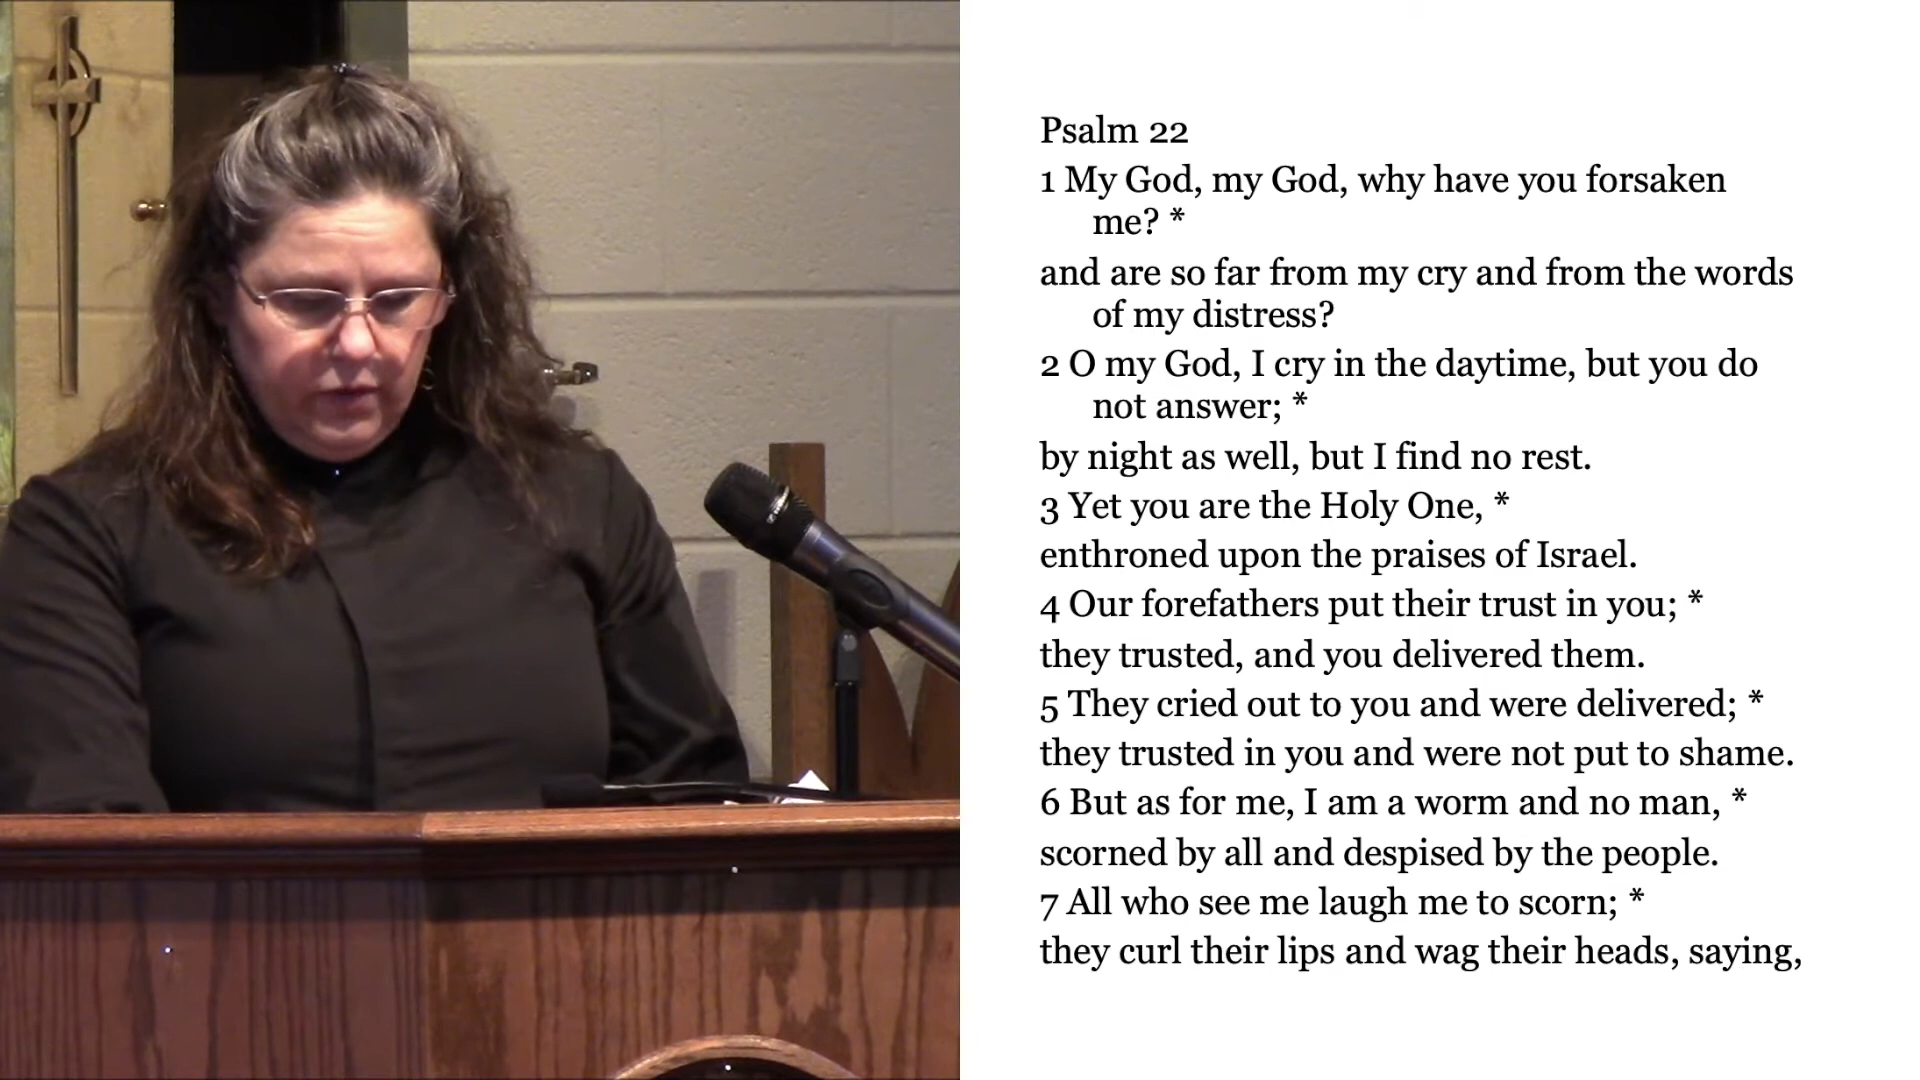 Psalm 22
1 My God, my God, why have you forsaken
me? *
and are so far from my cry and from the words
of my distress?
2 O my God, I cry in the daytime, but you do
not answer; *
by night as well, but I find no rest.
3 Yet you are the Holy One, *
enthroned upon the praises of Israel.
4 Our forefathers put their trust in you; *
they trusted, and you delivered them.
5 They cried out to you and were delivered; *
they trusted in you and were not put to shame.
6 But as for me, I am a worm and no man, *
scorned by all and despised by the people.
7 All who see me laugh me to scorn; *
they curl their lips and wag their heads, saying,